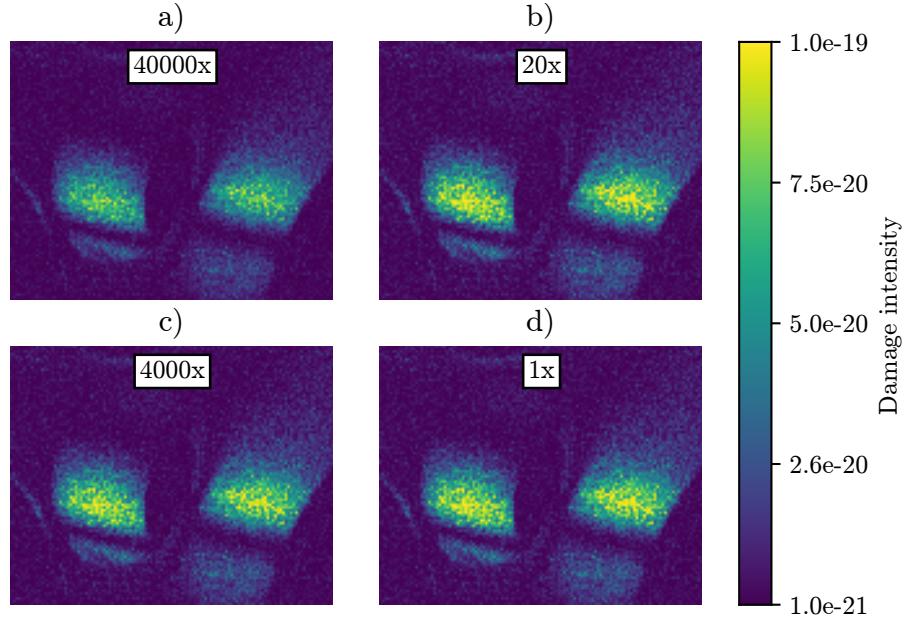 a)
40000x
b)
20x
c)
4000x
d)
1x
1.0e-19
7.5e-20
5.0e-20
2.6e-20
1.0e-21
Damage intensity